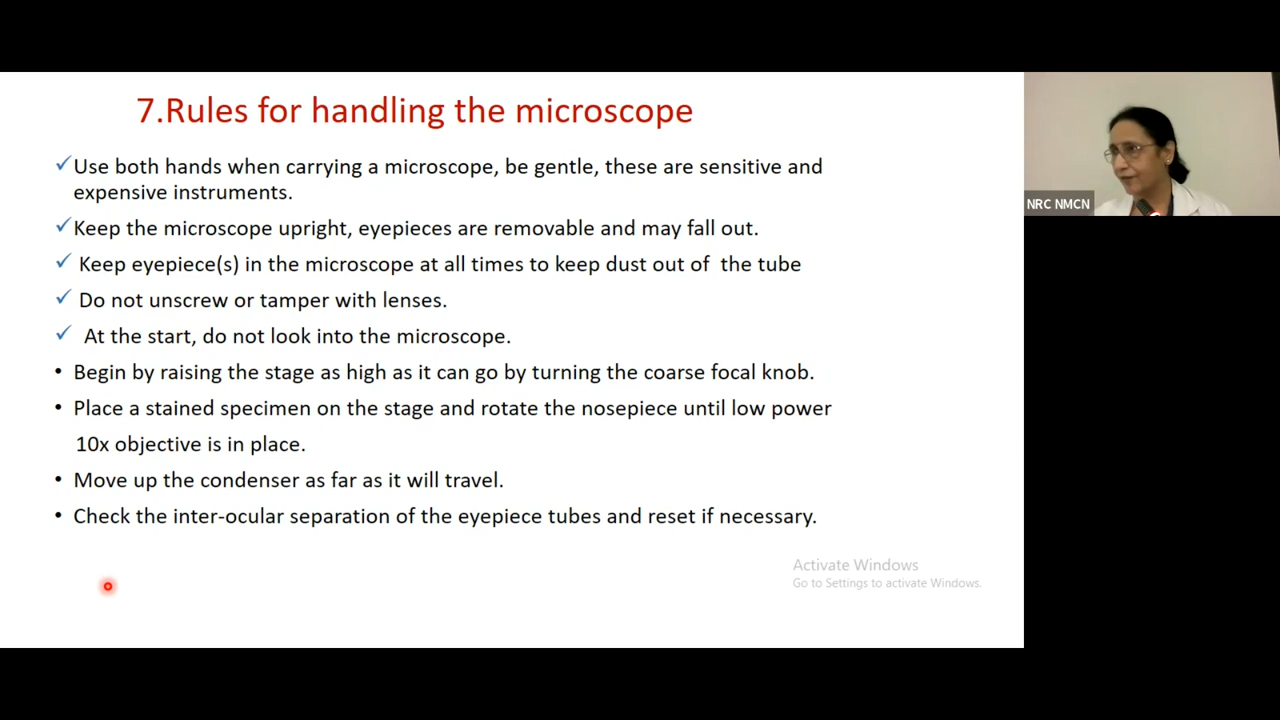 7.Rules for handling the microscope
Use both hands when carrying a microscope, be gentle, these are sensitive and
expensive instruments.
Keep the microscope upright, eyepieces are removable and may fall out.
Keep eyepiece(s) in the microscope at all times to keep dust out of the tube
Do not unscrew or tamper with lenses.
At the start, do not look into the microscope.
• Begin by raising the stage as high as it can go by turning the coarse focal knob.
• Place a stained specimen on the stage and rotate the nosepiece until low power
10x objective is in place.
• Move up the condenser as far as it will travel.
• Check the inter-ocular separation of the eyepiece tubes and reset if necessary.
Activate Windows
Go to Settings to activate Windows.
NRC NMCN